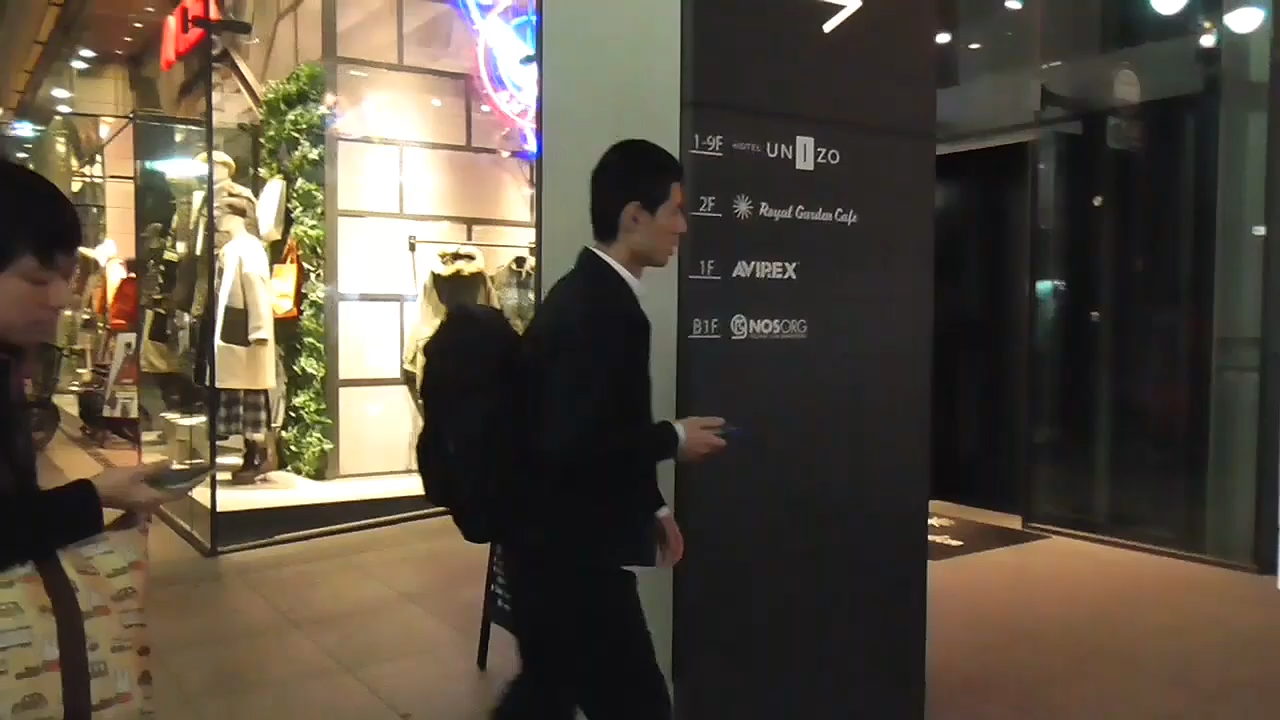 1-9F HOTEL UNIZO
2F Royal Garden Cafe
1F AVIREX
B1F NOSORG